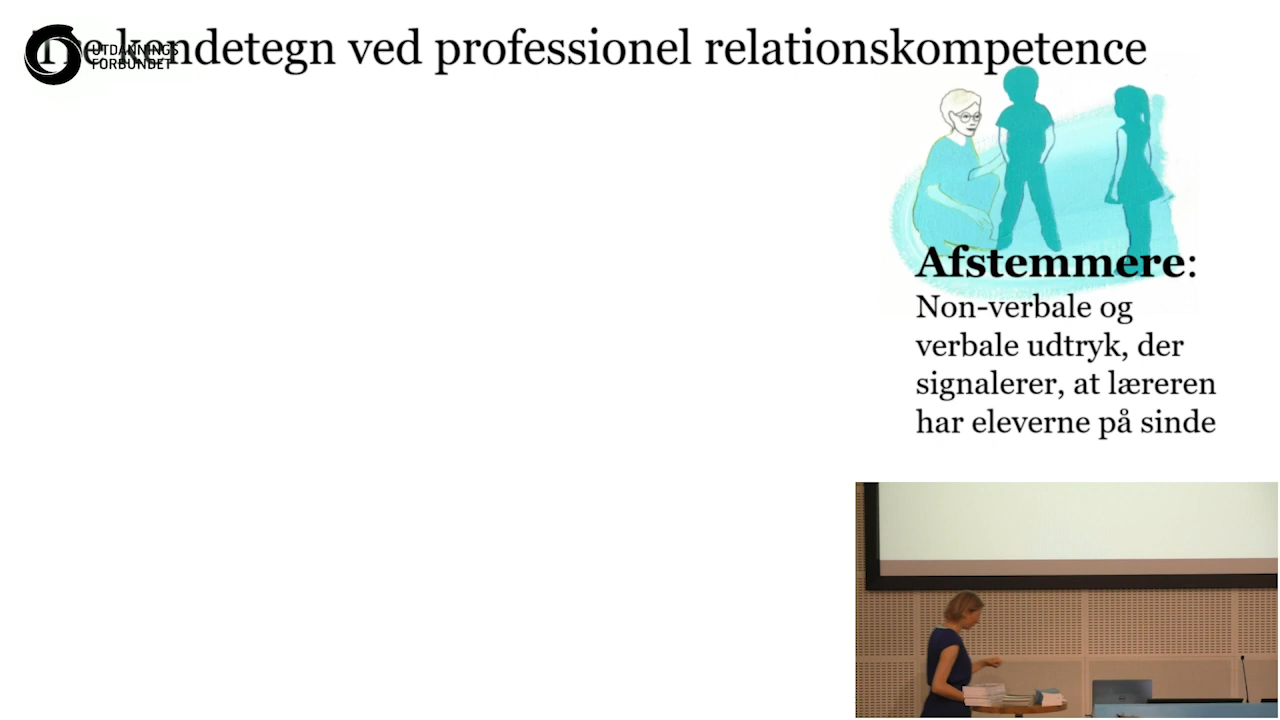 kendetegn ved professionel relationskompetence
UTDANNINGS
FORBUNDET
Afstemmere:
Non-verbale og
verbale udtryk, der
signalerer, at læreren
har eleverne på sinde